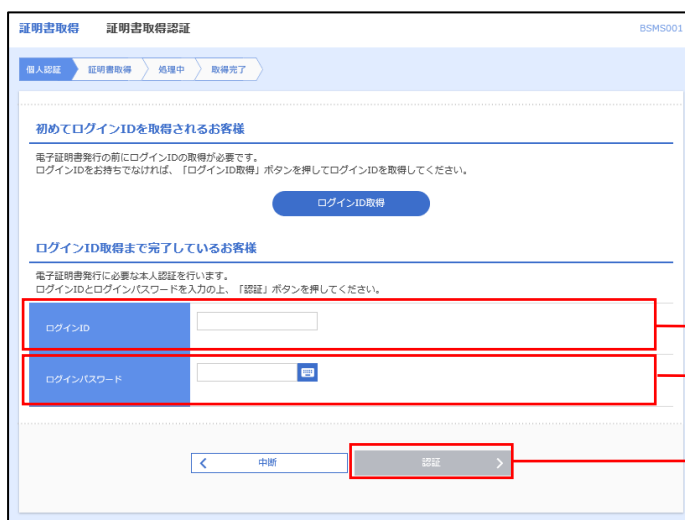 証明書取得 証明書取得認証 BSMS001
個人認証 証明書取得 処理中 取得完了
初めてログインIDを取得されるお客様
電子証明書発行の前にログインIDの取得が必要です。
ログインIDをお持ちでなければ、「ログインID取得」ボタンを押してログインIDを取得してください。
ログインID取得
ログインID取得まで完了しているお客様
電子証明書発行に必要な本人認証を行います。
ログインIDとログインパスワードを入力の上、「認証」ボタンを押してください。
ログインID
ログインパスワード
中断 認証